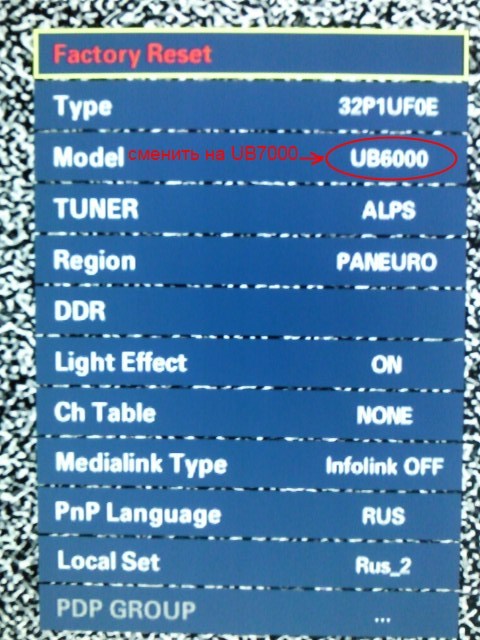 Factory Reset
Type 32P1UF0E
Model сменить на UB7000 UB6000
TUNER ALPS
Region PANEURO
DDR
Light Effect ON
Ch Table NONE
Medialink Type Infolink OFF
PnP Language RUS
Local Set Rus_2
PDP GROUP ...